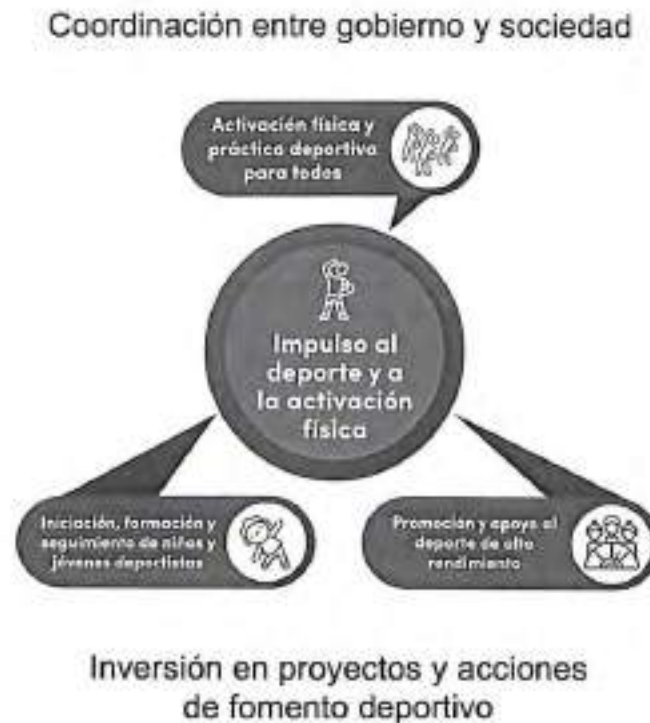 Coordinación entre gobierno y sociedad
Activación física y
práctica deportiva
para todos
Impulso al
deporte y a
la activación
física
Iniciación, formación y
seguimiento de niños y
jóvenes deportistas
Promoción y apoyo al
deporte de alto
rendimiento
Inversión en proyectos y acciones
de fomento deportivo